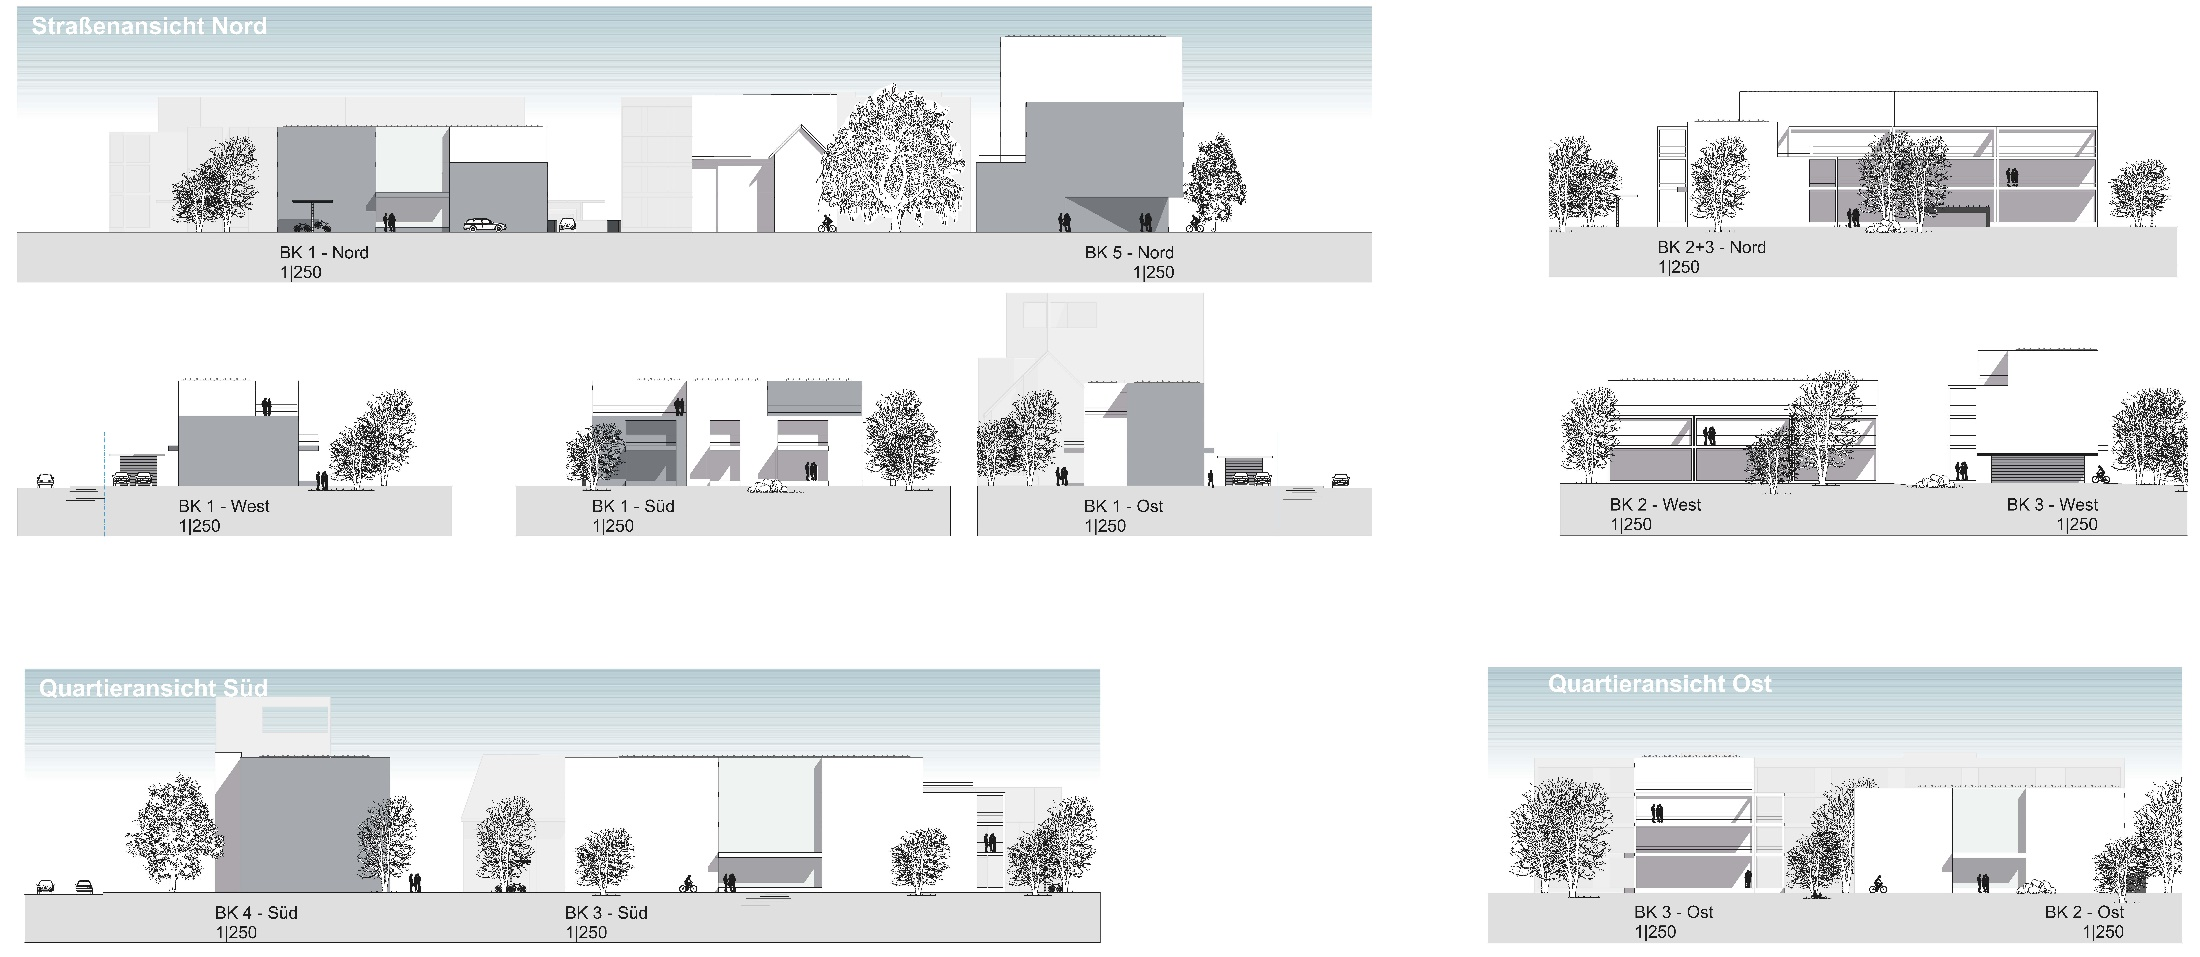 Straßenansicht Nord
BK 1 - Nord
1|250
BK 5 - Nord
1|250
BK 2+3 - Nord
1|250
BK 1 - West
1|250
BK 1 - Süd
1|250
BK 1 - Ost
1|250
BK 2 - West
1|250
BK 3 - West
1|250
Quartieransicht Süd
BK 4 - Süd
1|250
BK 3 - Süd
1|250
Quartieransicht Ost
BK 3 - Ost
1|250
BK 2 - Ost
1|250